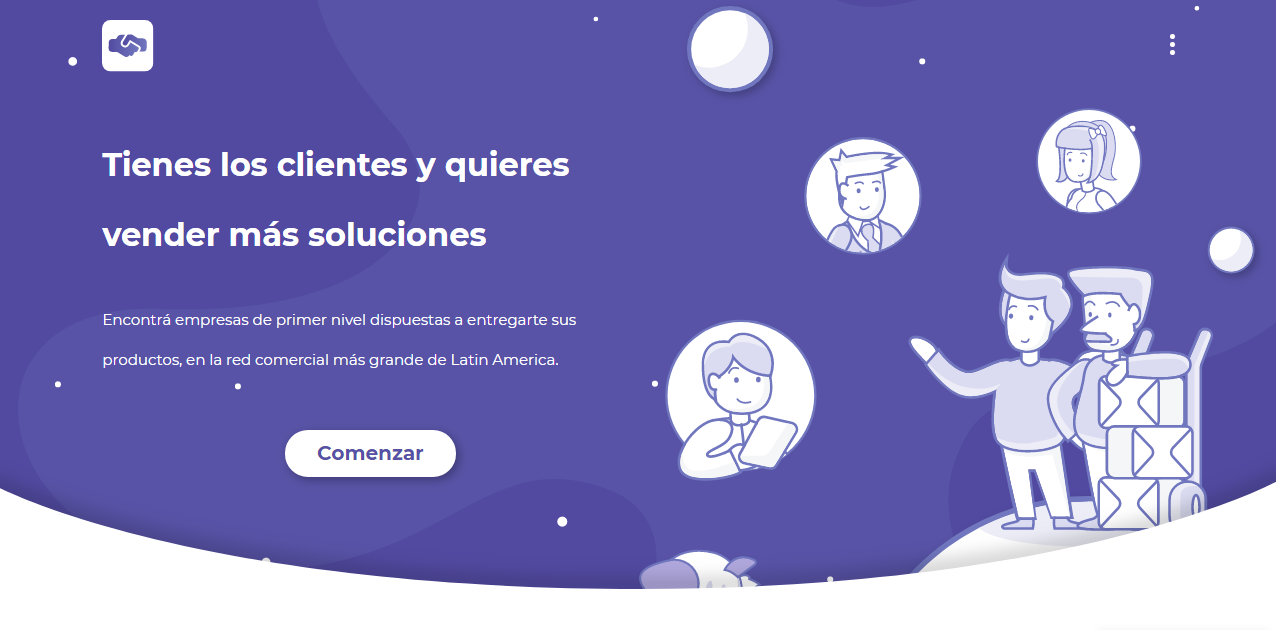 Tienes los clientes y quieres
vender más soluciones
Encontrá empresas de primer nivel dispuestas a entregarte sus
productos, en la red comercial más grande de Latin America.
Comenzar